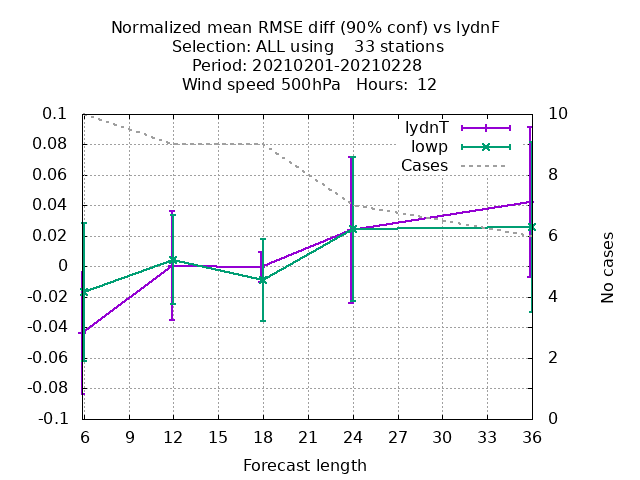 Normalized mean RMSE diff (90% conf) vs lydnF
Selection: ALL using    33 stations
Period: 20210201-20210228
Wind speed 500hPa   Hours:  12
0.1
0.08
0.06
0.04
0.02
0
-0.02
-0.04
-0.06
-0.08
-0.1
lydnT
lowp
Cases
10
8
6
4
2
0
No cases
6 9 12 15 18 21 24 27 30 33 36
Forecast length